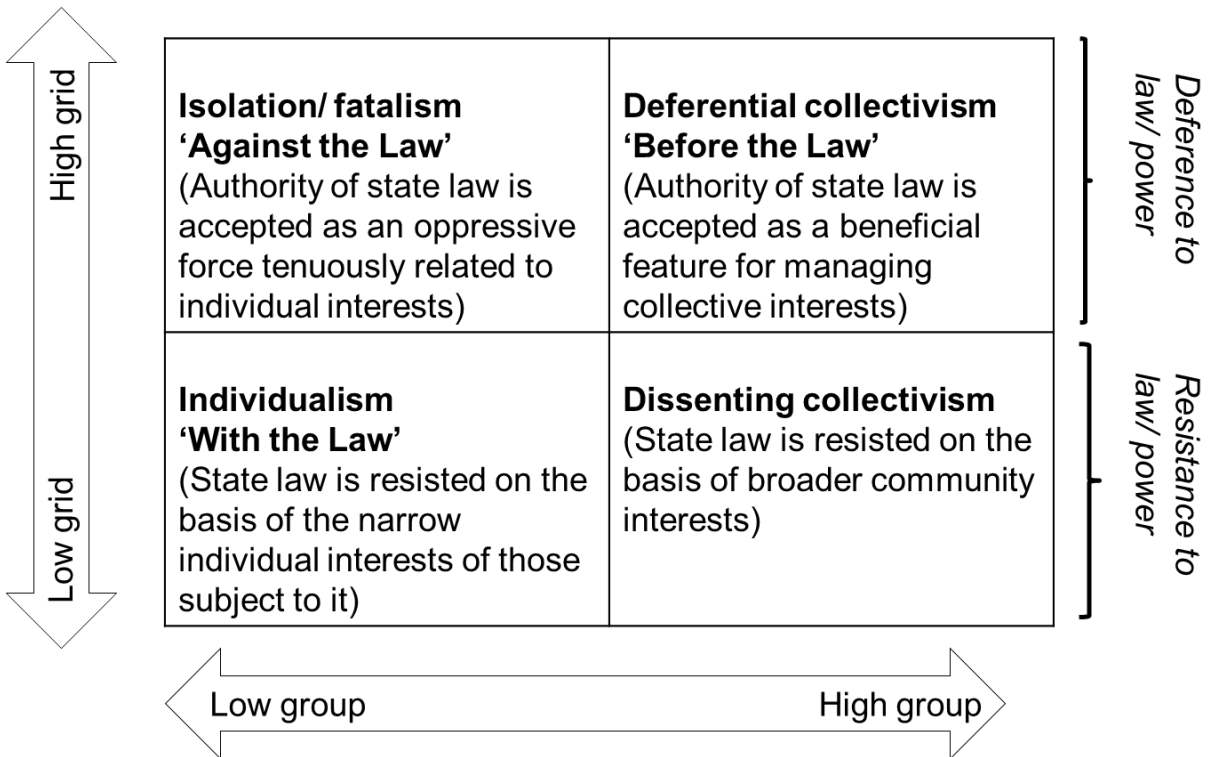 High grid
Low grid
Isolation/ fatalism
‘Against the Law’
(Authority of state law is
accepted as an oppressive
force tenuously related to
individual interests)
Deferential collectivism
‘Before the Law’
(Authority of state law is
accepted as a beneficial
feature for managing
collective interests)
Deference to
law/ power
Individualism
‘With the Law’
(State law is resisted on the
basis of the narrow
individual interests of those
subject to it)
Dissenting collectivism
(State law is resisted on the
basis of broader community
interests)
Resistance to
law/ power
Low group
High group